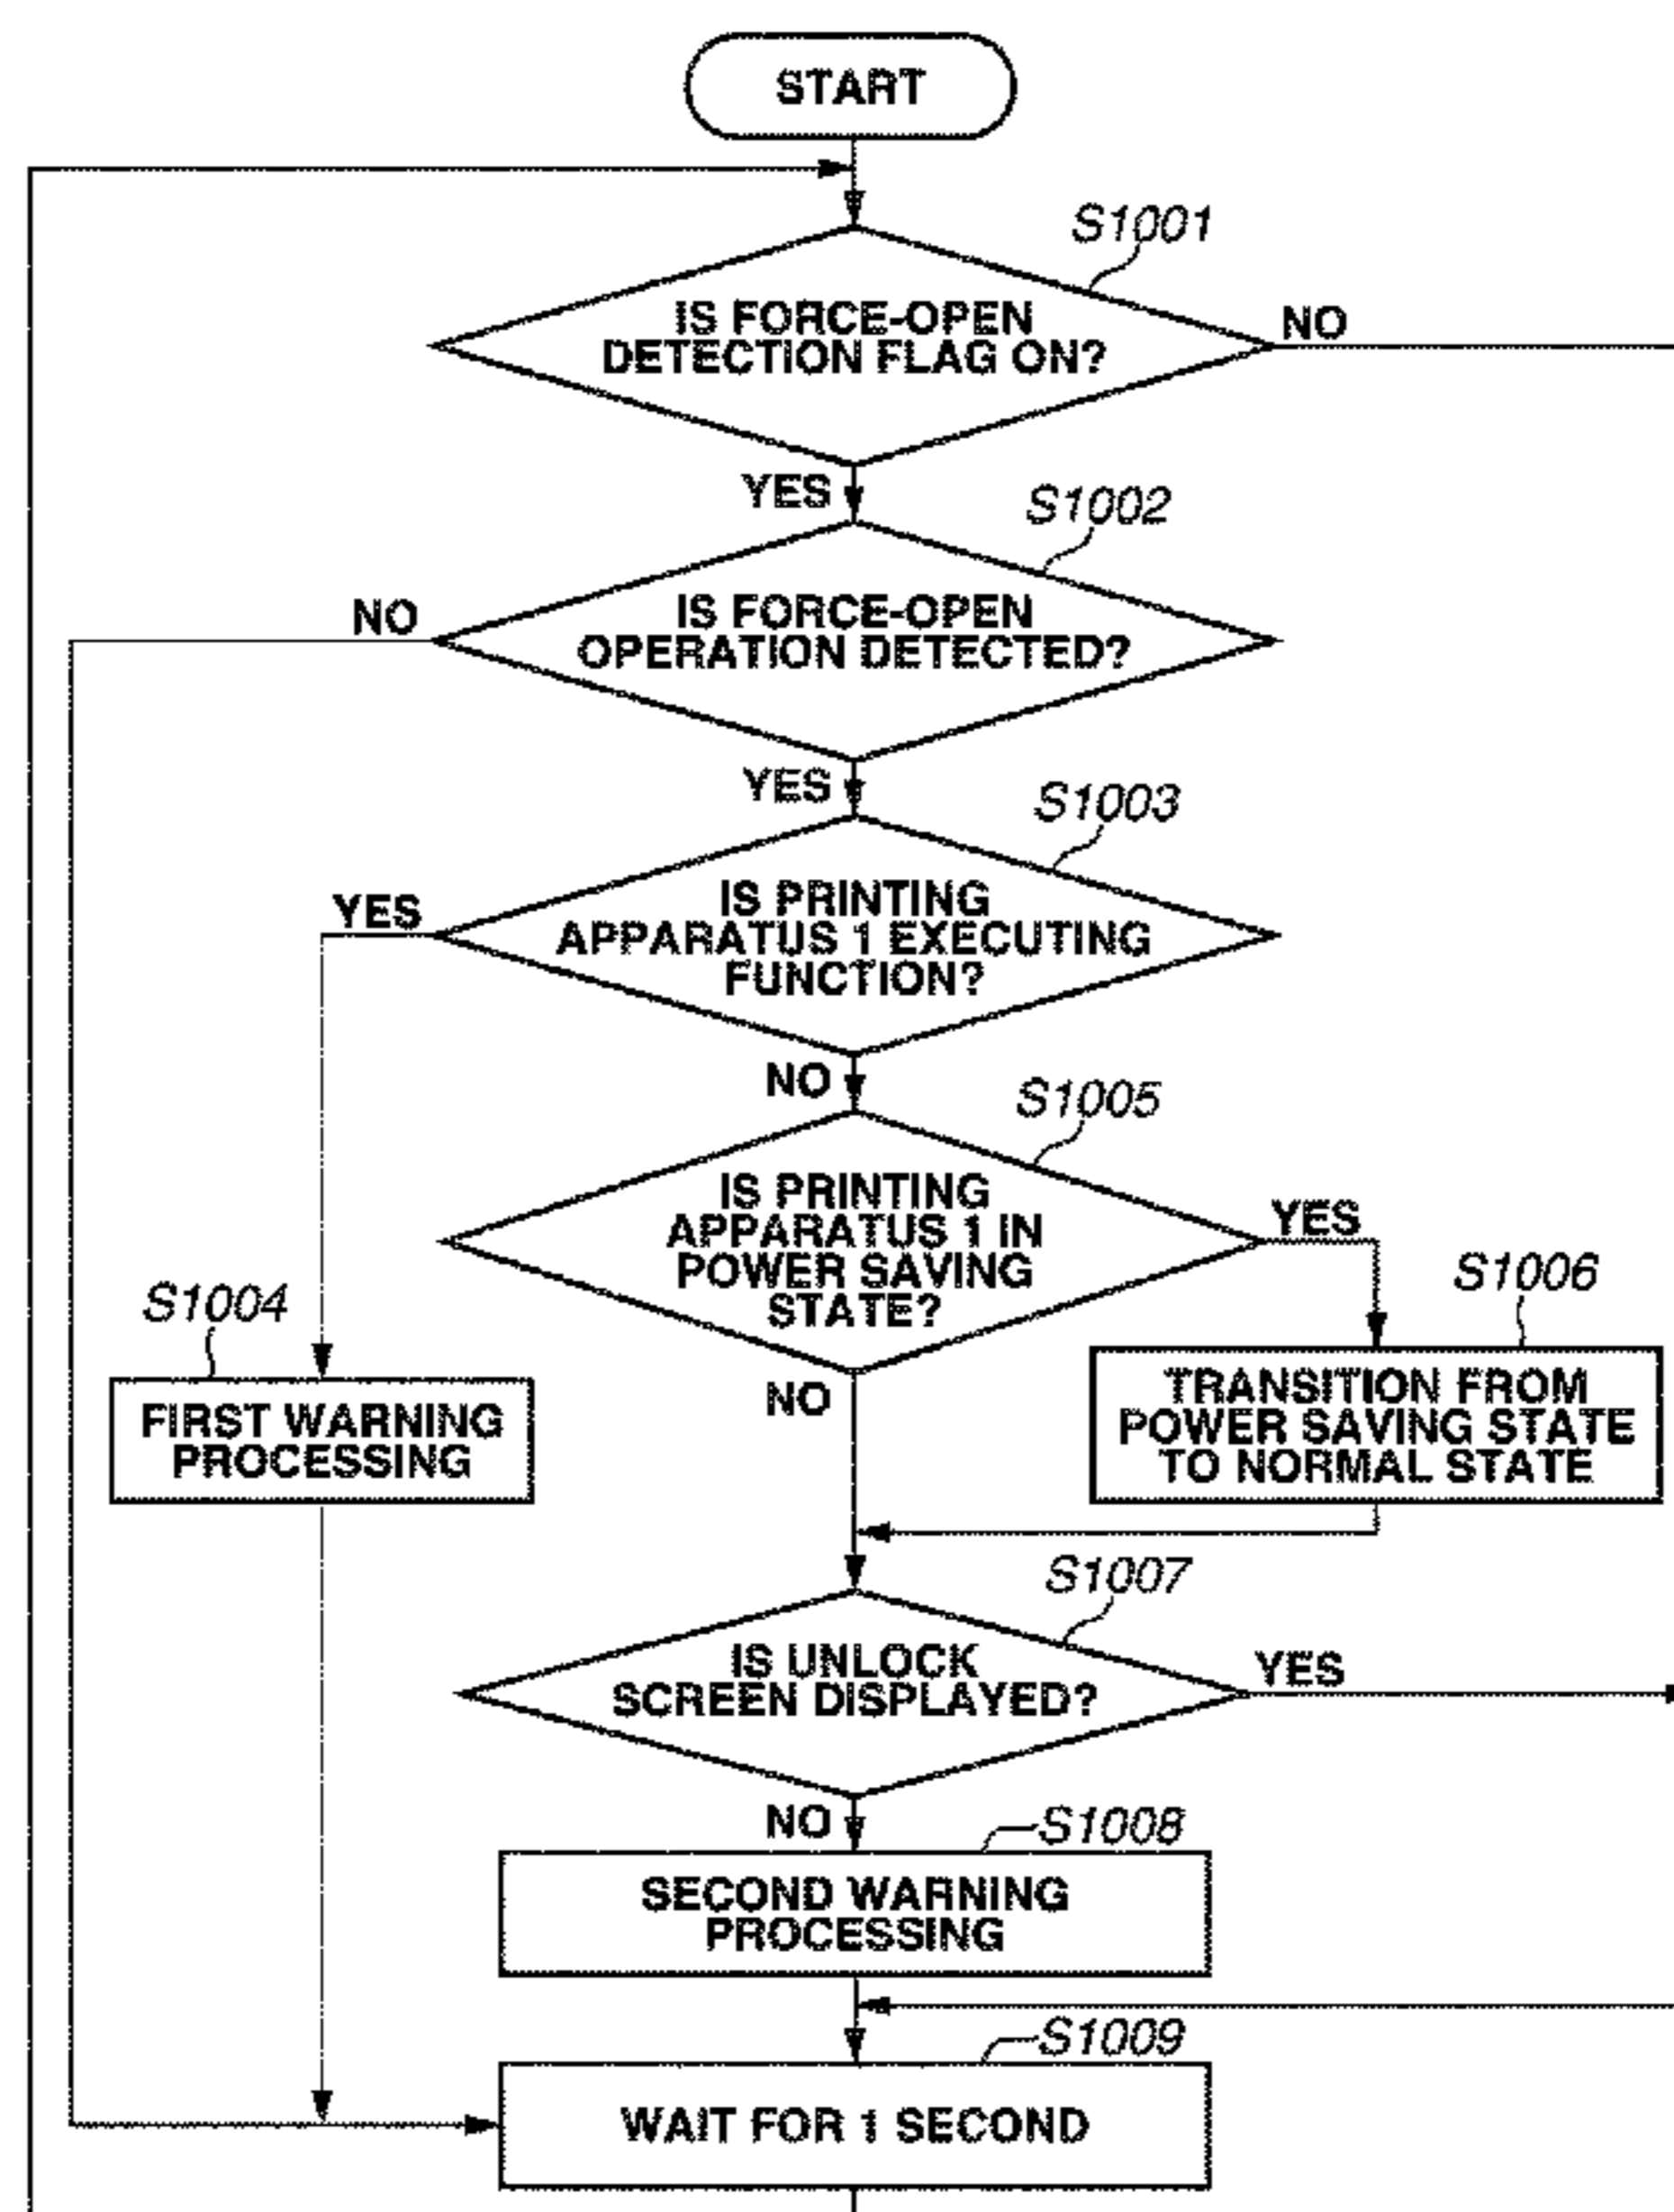 START
S1001
IS FORCE-OPEN
DETECTION FLAG ON?
NO
YES
S1002
IS FORCE-OPEN
OPERATION DETECTED?
NO
YES
S1003
IS PRINTING
APPARATUS 1 EXECUTING
FUNCTION?
YES
NO
S1005
IS PRINTING
APPARATUS 1 IN
POWER SAVING
STATE?
YES
NO
S1004
FIRST WARNING
PROCESSING
S1006
TRANSITION FROM
POWER SAVING STATE
TO NORMAL STATE
S1007
IS UNLOCK
SCREEN DISPLAYED?
YES
NO
S1008
SECOND WARNING
PROCESSING
S1009
WAIT FOR 1 SECOND